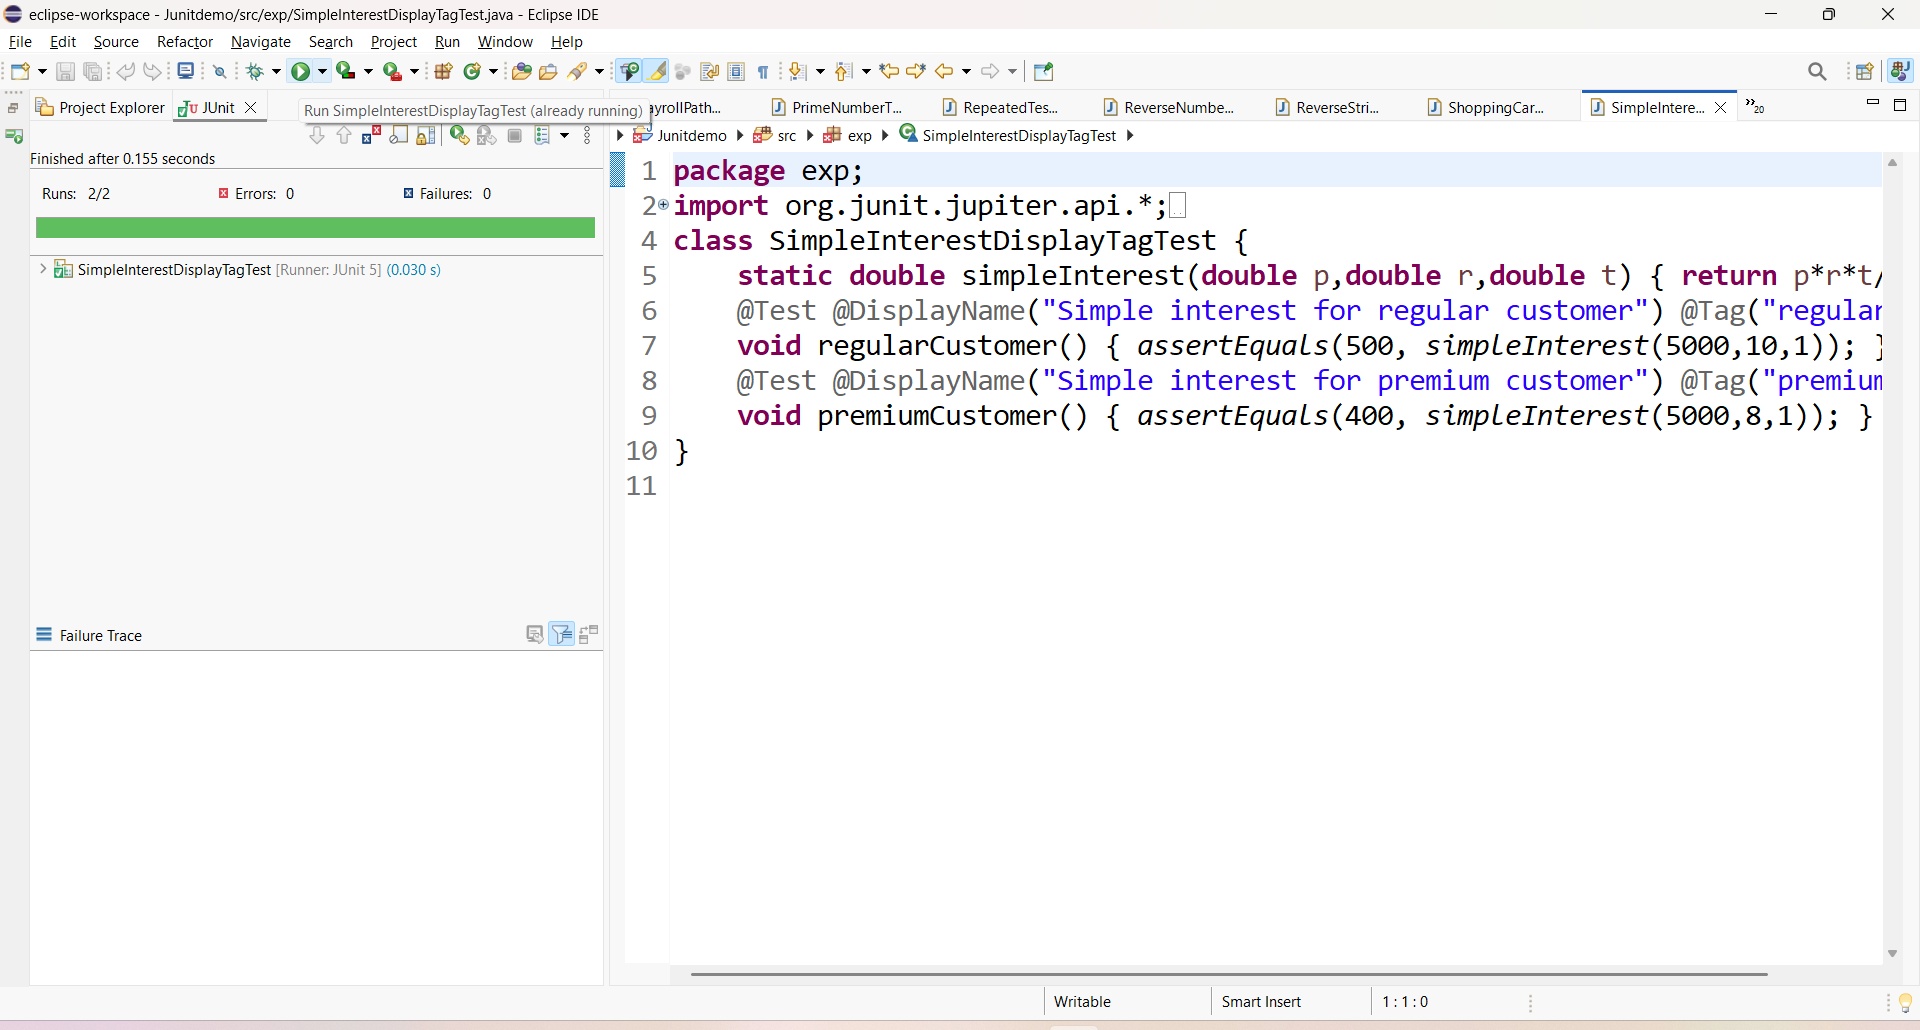 eclipse-workspace - Junitdemo/src/exp/SimpleInterestDisplayTagTest.java - Eclipse IDE
File Edit Source Refactor Navigate Search Project Run Window Help
Project Explorer JUnit
Run SimpleInterestDisplayTagTest (already running)
ayrollPath... PrimeNumberT... RepeatedTes... ReverseNumbe... ReverseStri... ShoppingCar... SimpleIntere... »20
Junitdemo src exp SimpleInterestDisplayTagTest
Finished after 0.155 seconds
Runs: 2/2 Errors: 0 Failures: 0
SimpleInterestDisplayTagTest [Runner: JUnit 5] (0.030 s)
Failure Trace
1 package exp;
2 import org.junit.jupiter.api.*;
4 class SimpleInterestDisplayTagTest {
5 static double simpleInterest(double p,double r,double t) { return p*r*t/
6 @Test @DisplayName("Simple interest for regular customer") @Tag("regular
7 void regularCustomer() { assertEquals(500, simpleInterest(5000,10,1)); }
8 @Test @DisplayName("Simple interest for premium customer") @Tag("premium
9 void premiumCustomer() { assertEquals(400, simpleInterest(5000,8,1)); }
10 }
11
Writable Smart Insert 1 : 1 : 0